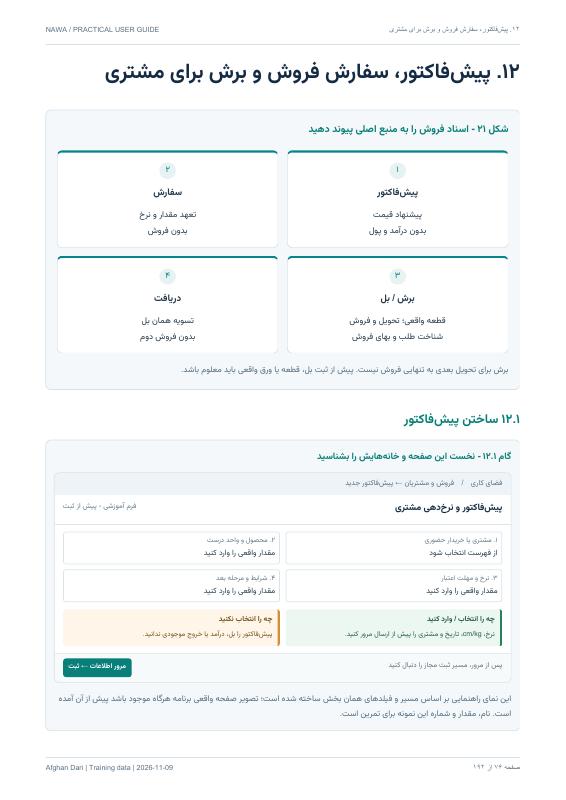 ۱۲. پیش‌فاکتور، سفارش فروش و برش برای مشتری
NAWA / PRACTICAL USER GUIDE
۱۲. پیش‌فاکتور، سفارش فروش و برش برای مشتری
شکل ۲۱ - اسناد فروش را به منبع اصلی پیوند دهید
۱
پیش‌فاکتور
پیشنهاد قیمت
بدون درآمد و پول
۲
سفارش
تعهد مقدار و نرخ
بدون فروش
۳
برش / بل
قطعه واقعی؛ تحویل و فروش
شناخت طلب و بهای فروش
۴
دریافت
تسویه همان بل
بدون فروش دوم
برش برای تحویل بعدی به تنهایی فروش نیست. پیش از ثبت بل، قطعه یا ورق واقعی باید معلوم باشد.
۱۲.۱ ساختن پیش‌فاکتور
گام ۱۲.۱ - نخست این صفحه و خانه‌هایش را بشناسید
فضای کاری / فروش و مشتریان ← پیش‌فاکتور جدید
پیش‌فاکتور و نرخ‌دهی مشتری
فرم آموزشی - پیش از ثبت
۱. مشتری یا خریدار حضوری
از فهرست انتخاب شود
۲. محصول و واحد درست
مقدار واقعی را وارد کنید
۳. نرخ و مهلت اعتبار
مقدار واقعی را وارد کنید
۴. شرایط و مرحله بعد
مقدار واقعی را وارد کنید
چه را انتخاب / وارد کنید
نرخ، cm/kg، تاریخ و مشتری را پیش از ارسال مرور کنید.
چه را انتخاب نکنید
پیش‌فاکتور را بل، درآمد یا خروج موجودی ندانید.
پس از مرور، مسیر ثبت مجاز را دنبال کنید
مرور اطلاعات ← ثبت
این نمای راهنمایی بر اساس مسیر و فیلدهای همان بخش ساخته شده است؛ تصویر صفحه واقعی برنامه هرگاه موجود باشد پیش از آن آمده
است. نام، مقدار و شماره این نمونه برای تمرین است.
صفحه ۷۴ از ۱۹۲
Afghan Dari | Training data | 2026-11-09